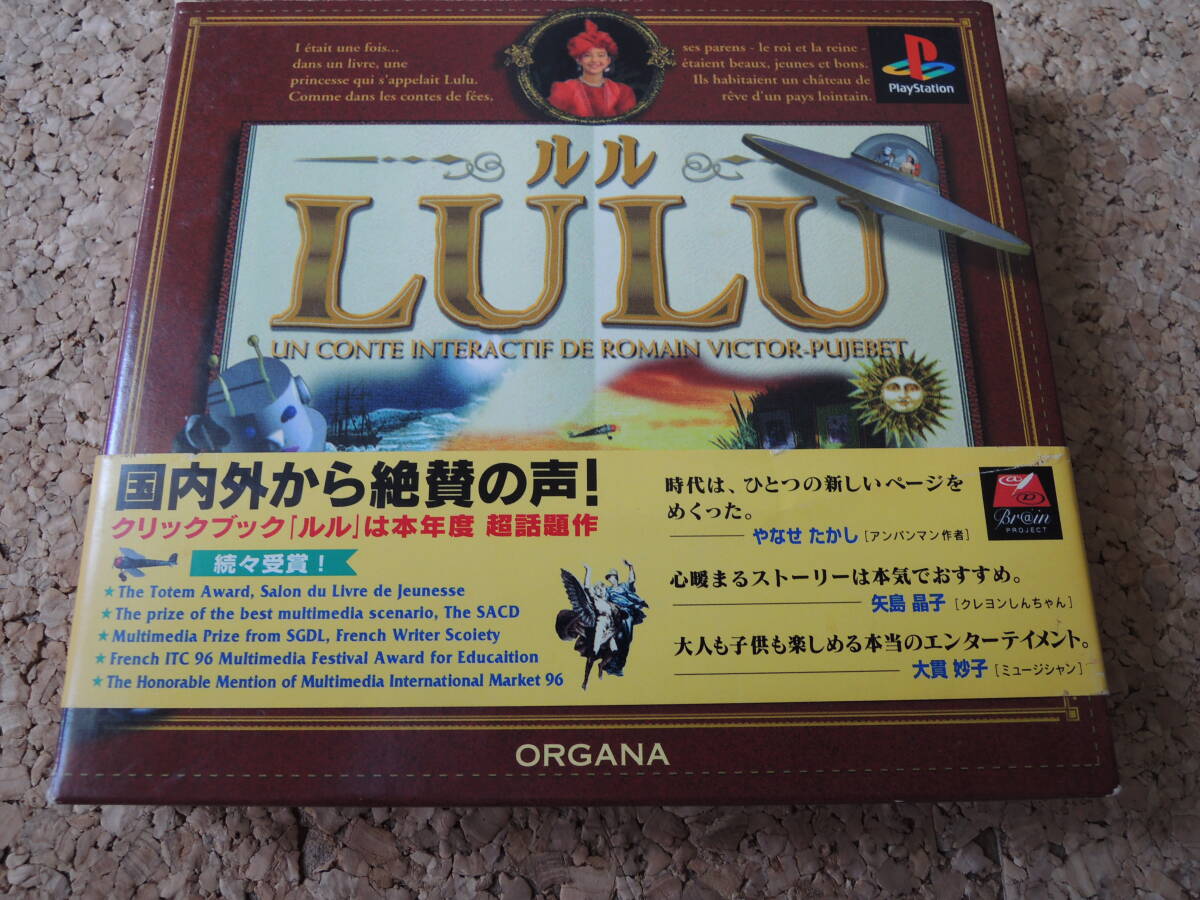 I était une fois...
dans un livre, une
princesse qui s'appelait Lulu.
Comme dans les contes de fées,
ses parens - le roi et la reine -
étaient beaux, jeunes et bons.
Ils habitaient un château de
rêve d'un pays lointain.
PlayStation
ルル
LULU
UN CONTE INTERACTIF DE ROMAIN VICTOR-PUJEBET
国内外から絶賛の声!
クリックブック「ルル」は本年度 超話題作
続々受賞!
★The Totem Award, Salon du Livre de Jeunesse
★The prize of the best multimedia scenario, The SACD
★Multimedia Prize from SGDL, French Writer Scoiety
★French ITC 96 Multimedia Festival Award for Educaition
★The Honorable Mention of Multimedia International Market 96
時代は、ひとつの新しいページを
めくった。
やなせ たかし[アンパンマン作者]
心暖まるストーリーは本気でおすすめ。
矢島 晶子[クレヨンしんちゃん]
大人も子供も楽しめる本当のエンターテイメント。
大貫 妙子[ミュージシャン]
Br@in
PROJECT
ORGANA